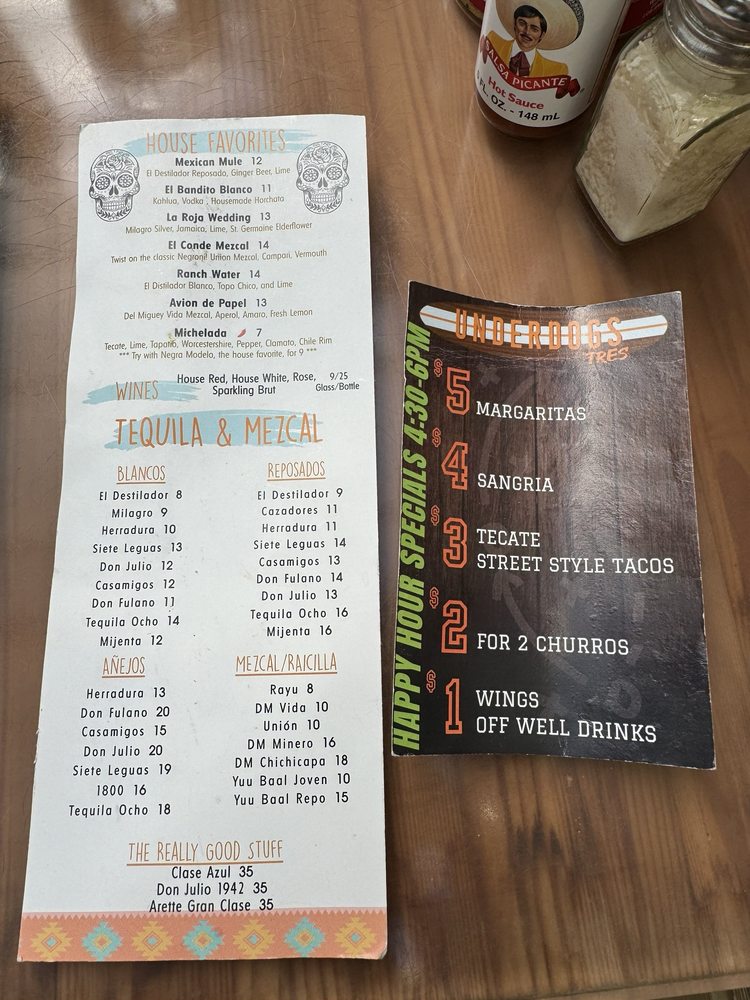 HOUSE FAVORITES
Mexican Mule 12
El Destilador Reposada, Ginger Beer, Lime
El Bandito Blanco 11
Kahlua, Vodka , Housemade Horchata
La Roja Wedding 13
Milagro Silver, Jamaica, Lime, St. Germaine Elderflower
El Conde Mezcal 14
Twist on the classic Negroni! Union Mezcal, Campari, Vermouth
Ranch Water 14
El Distilador Blanco, Topo Chico, and Lime
Avion de Papel 13
Del Miguey Vida Mezcal, Aperol, Amaro, Fresh Lemon
Michelada 7
Tecate, Lime, Tapatio, Worcestershire, Pepper, Clamato, Chile Rim
*** Try with Negra Modelo, the house favorite, for 9 ***
WINES
House Red, House White, Rose,
Sparkling Brut
9/25
Glass/Bottle
TEQUILA & MEZCAL
BLANCOS
El Destilador 8
Milagro 9
Herradura 10
Siete Leguas 13
Don Julio 12
Casamigos 12
Don Fulano 11
Tequila Ocho 14
Mijenta 12
REPOSADOS
El Destilador 9
Cazadores 11
Herradura 11
Siete Leguas 14
Casamigos 13
Don Fulano 14
Don Julio 13
Tequila Ocho 16
Mijenta 16
AÑEJOS
Herradura 13
Don Fulano 20
Casamigos 15
Don Julio 20
Siete Leguas 19
1800 16
Tequila Ocho 18
MEZCAL/RAICILLA
Rayu 8
DM Vida 10
Unión 10
DM Minero 16
DM Chichicapa 18
Yuu Baal Joven 10
Yuu Baal Repo 15
THE REALLY GOOD STUFF
Clase Azul 35
Don Julio 1942 35
Arette Gran Clase 35
UNDERDOGS
TRES
HAPPY HOUR SPECIALS 4:30-6PM
$5 MARGARITAS
$4 SANGRIA
$3 TECATE
STREET STYLE TACOS
$2 FOR 2 CHURROS
$1 WINGS
OFF WELL DRINKS
SALSA PICANTE
Hot Sauce
FL. OZ. - 148 mL